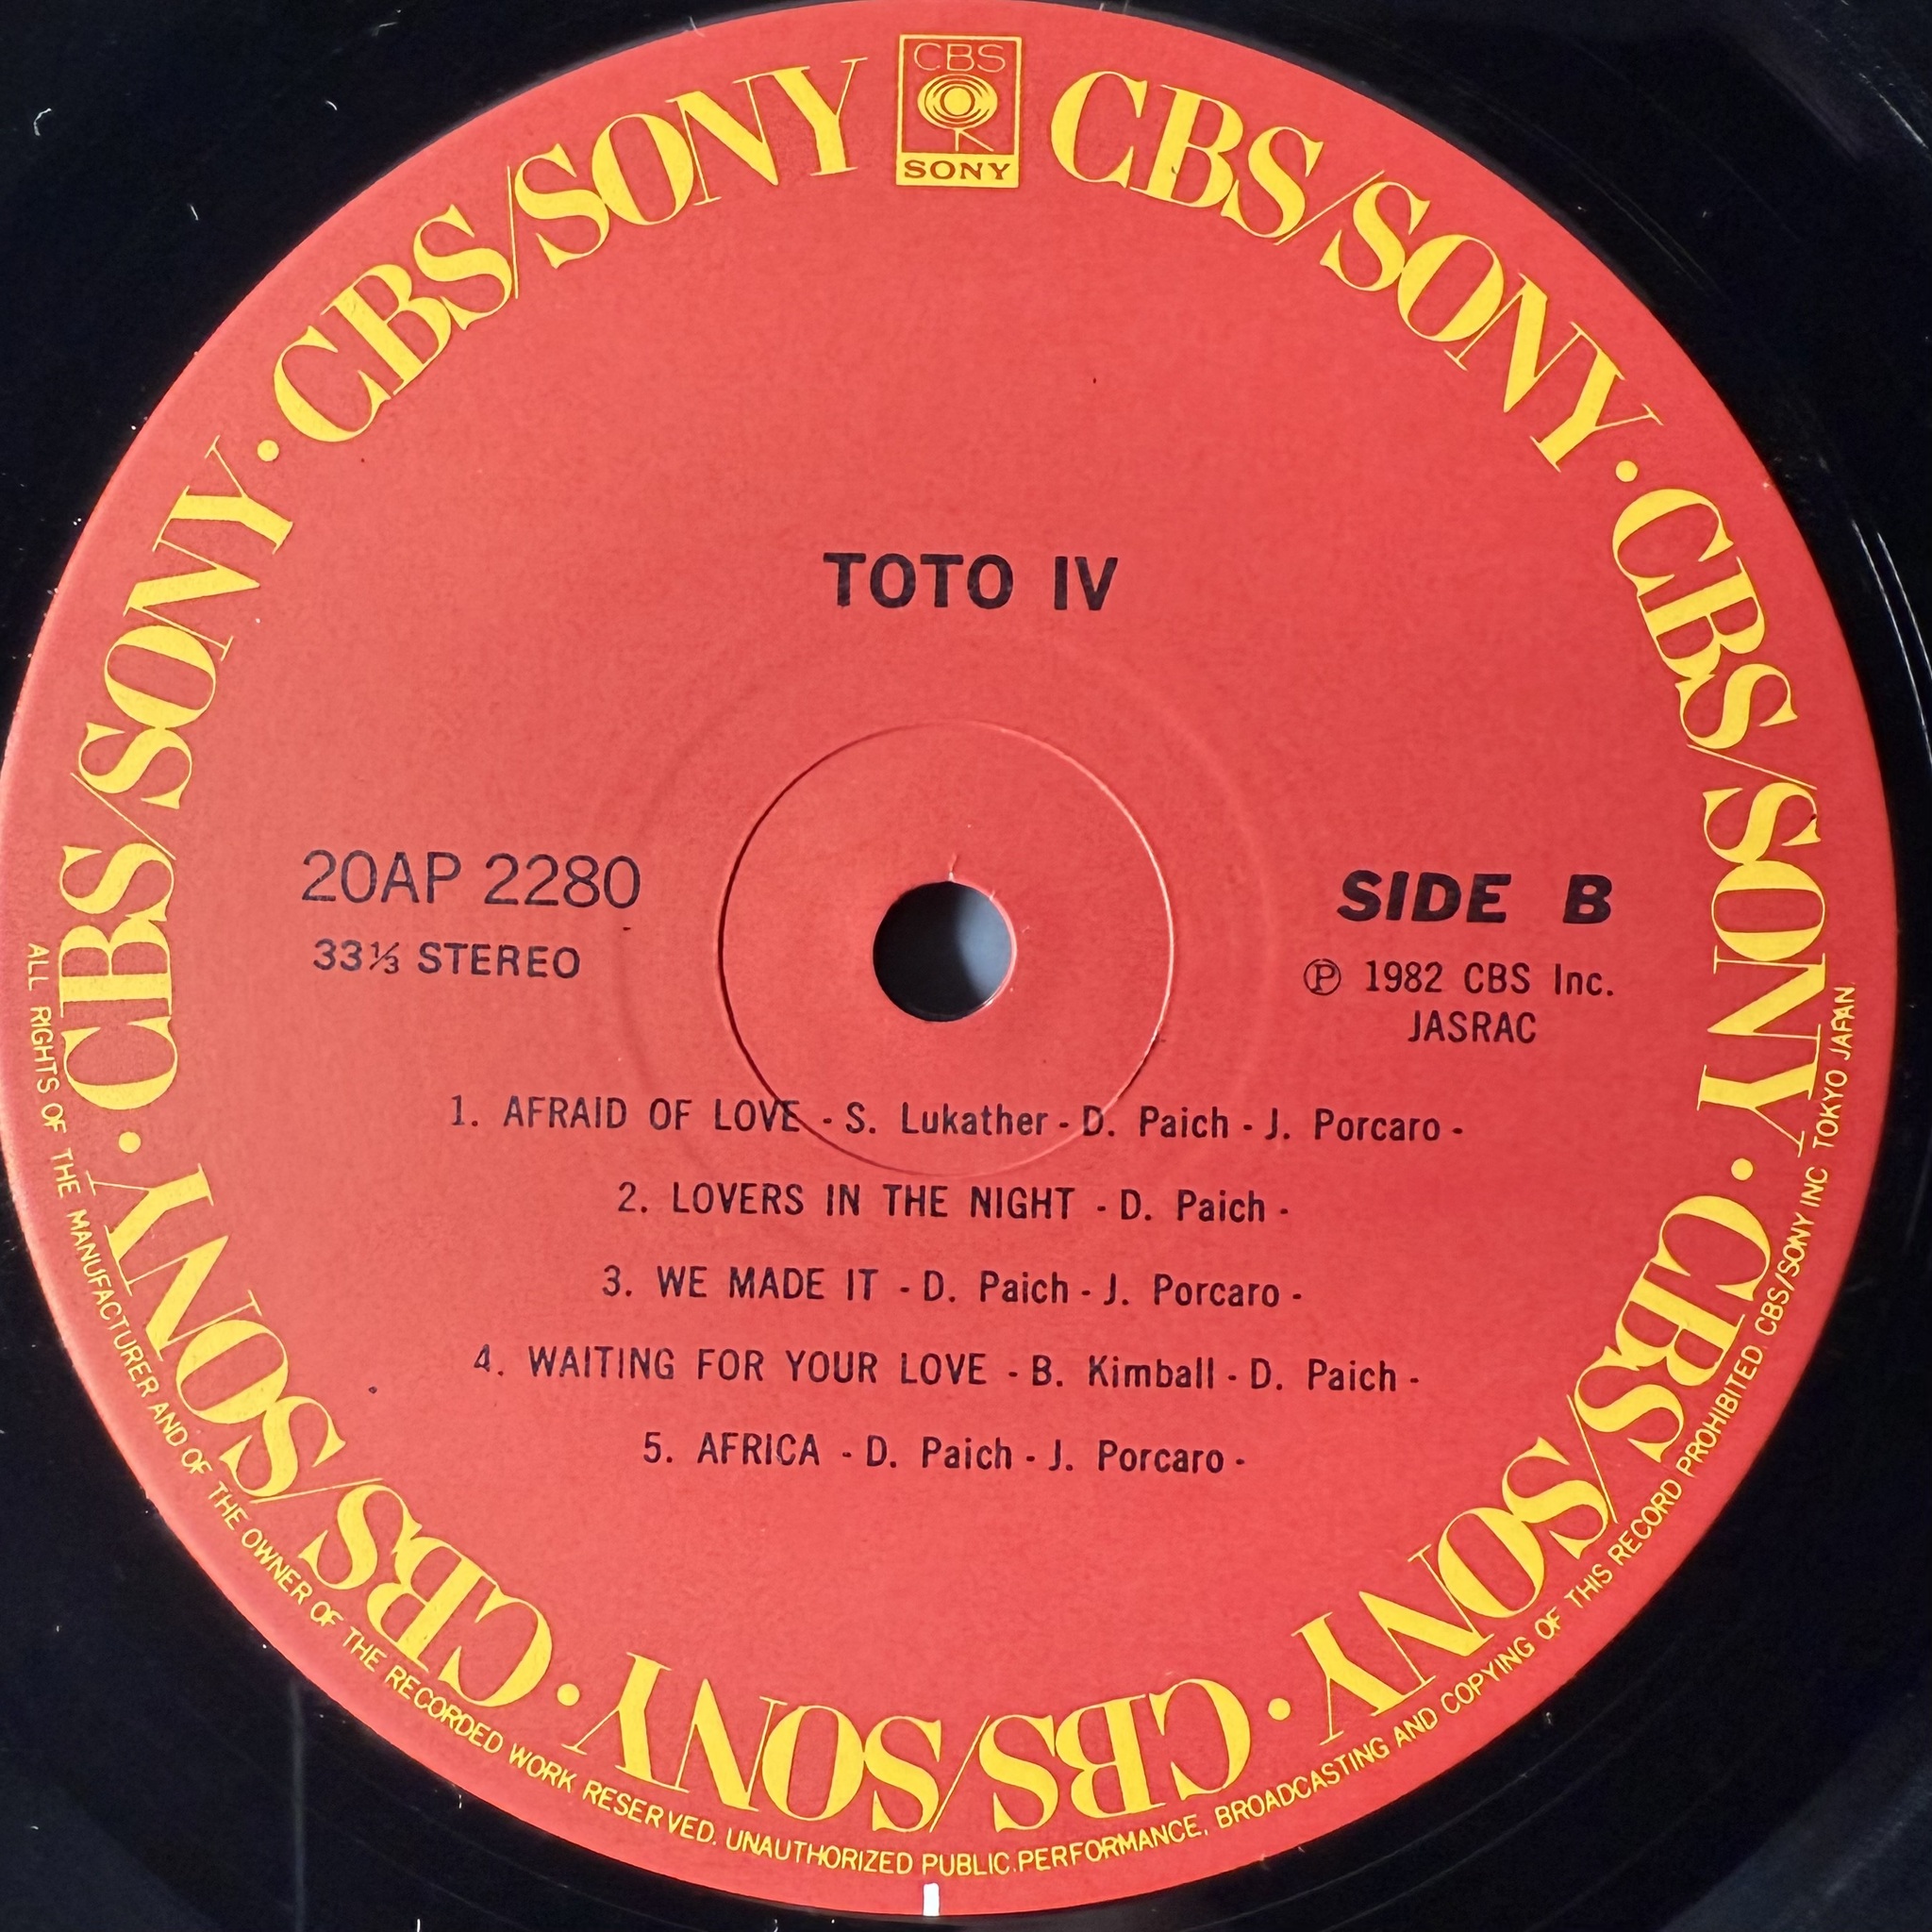 CBS
SONY
CBS/SONY · CBS/SONY · CBS/SONY · CBS/SONY · CBS/SONY · CBS/SONY · CBS/SONY
TOTO IV
20AP 2280
33⅓ STEREO
SIDE B
Ⓟ 1982 CBS Inc.
JASRAC
1. AFRAID OF LOVE - S. Lukather - D. Paich - J. Porcaro -
2. LOVERS IN THE NIGHT - D. Paich -
3. WE MADE IT - D. Paich - J. Porcaro -
4. WAITING FOR YOUR LOVE - B. Kimball - D. Paich -
5. AFRICA - D. Paich - J. Porcaro -
ALL RIGHTS OF THE MANUFACTURER AND OF THE OWNER OF THE RECORDED WORK RESERVED. UNAUTHORIZED PUBLIC.PERFORMANCE, BROADCASTING AND COPYING OF THIS RECORD PROHIBITED. CBS/SONY INC TOKYO JAPAN